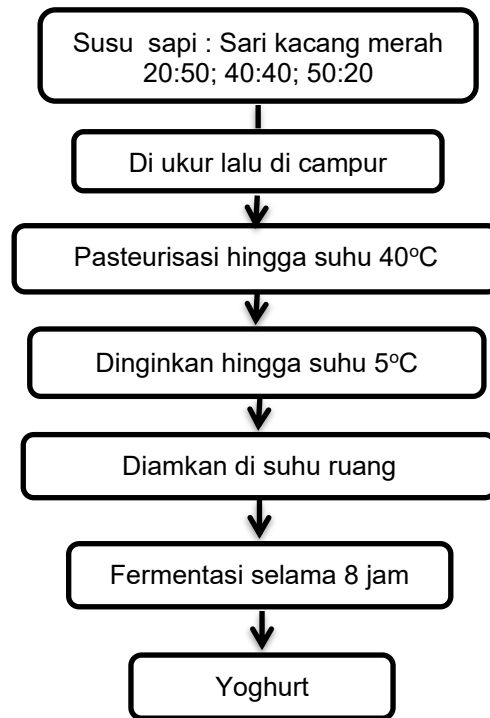 Susu sapi : Sari kacang merah
20:50; 40:40; 50:20
Di ukur lalu di campur
Pasteurisasi hingga suhu 40°C
Dinginkan hingga suhu 5°C
Diamkan di suhu ruang
Fermentasi selama 8 jam
Yoghurt